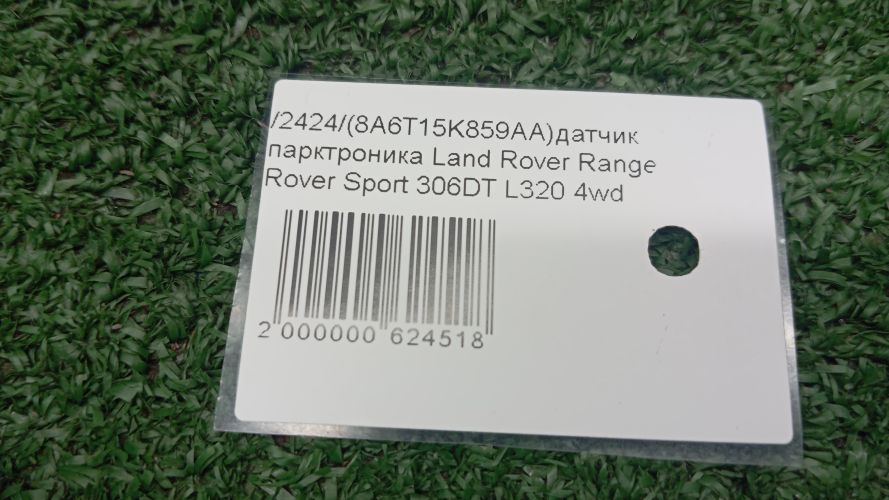 /2424/(8A6T15K859AA)датчик
парктроника Land Rover Range
Rover Sport 306DT L320 4wd
2 000000 624518